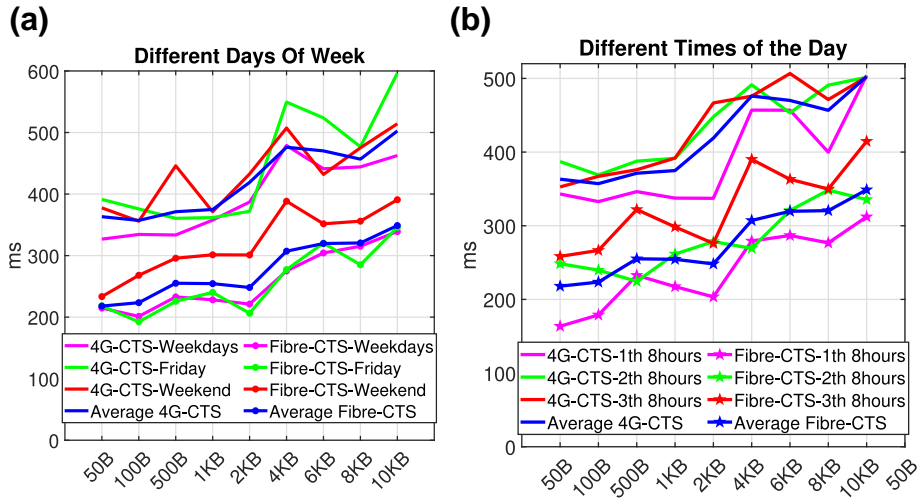 (a)
Different Days Of Week
600
500
400
300
200
100
0
ms
4G-CTS-Weekdays
Fibre-CTS-Weekdays
4G-CTS-Friday
Fibre-CTS-Friday
4G-CTS-Weekend
Fibre-CTS-Weekend
Average 4G-CTS
Average Fibre-CTS
50B
100B
500B
1KB
2KB
4KB
6KB
8KB
10KB
(b)
Different Times of the Day
500
400
300
200
100
0
ms
4G-CTS-1th 8hours
Fibre-CTS-1th 8hours
4G-CTS-2th 8hours
Fibre-CTS-2th 8hours
4G-CTS-3th 8hours
Fibre-CTS-3th 8hours
Average 4G-CTS
Average Fibre-CTS
50B
100B
500B
1KB
2KB
4KB
6KB
8KB
10KB
50B